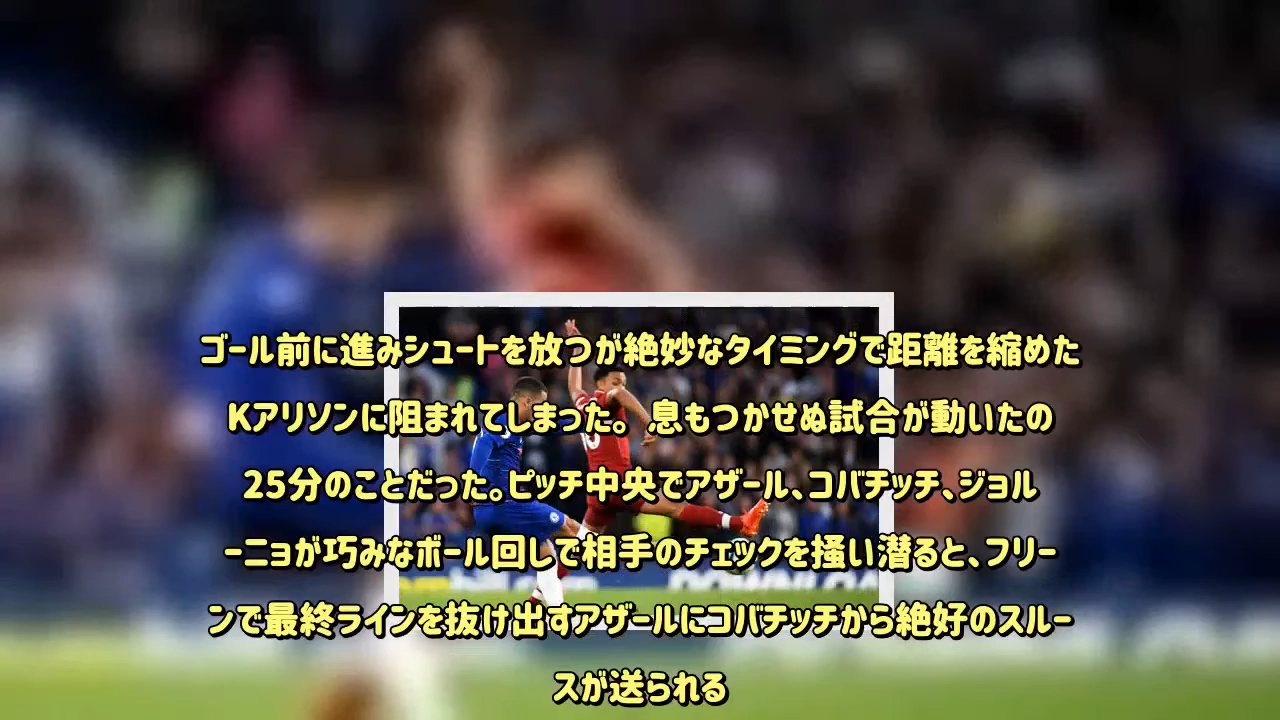 ゴール前に進みシュートを放つが絶妙なタイミングで距離を縮めた
Kアリソンに阻まれてしまった。息もつかせぬ試合が動いたの
25分のことだった。ピッチ中央でアザール、コバチッチ、ジョル
ーニョが巧みなボール回しで相手のチェックを掻い潜ると、フリー
ンで最終ラインを抜け出すアザールにコバチッチから絶好のスルー
スが送られる